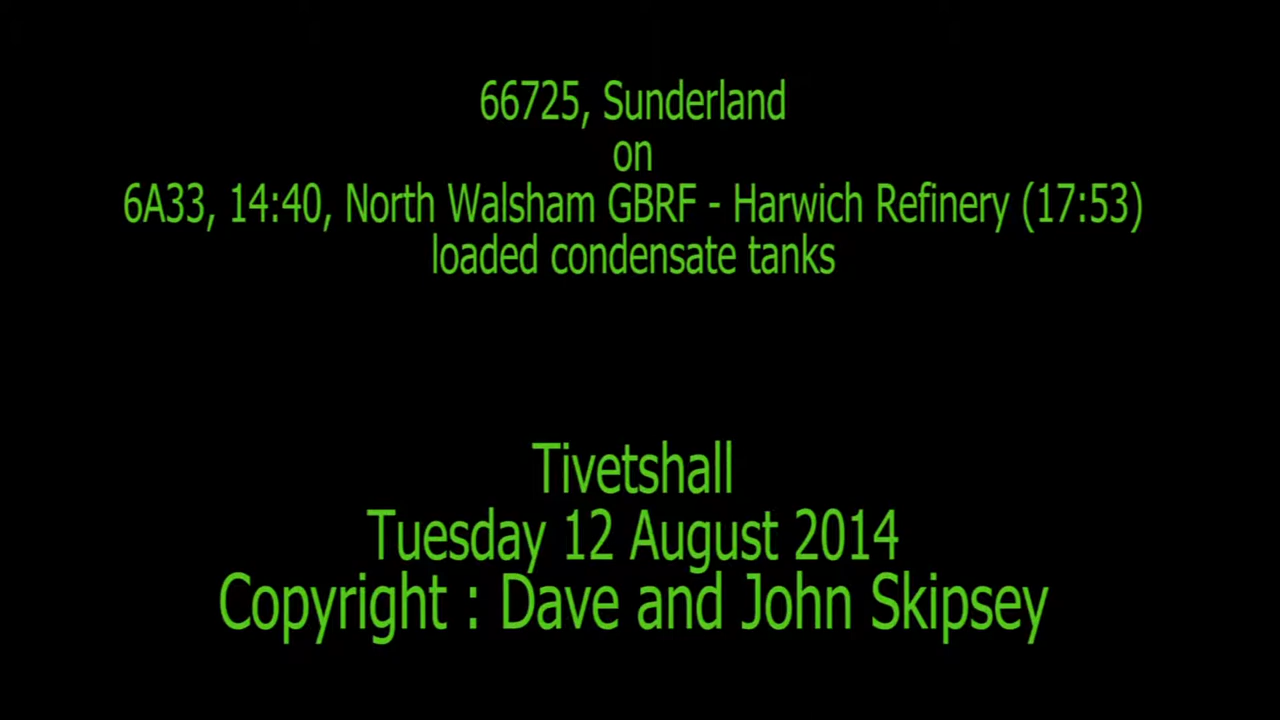 66725, Sunderland
on
6A33, 14:40, North Walsham GBRF - Harwich Refinery (17:53)
loaded condensate tanks
Tivetshall
Tuesday 12 August 2014
Copyright : Dave and John Skipsey